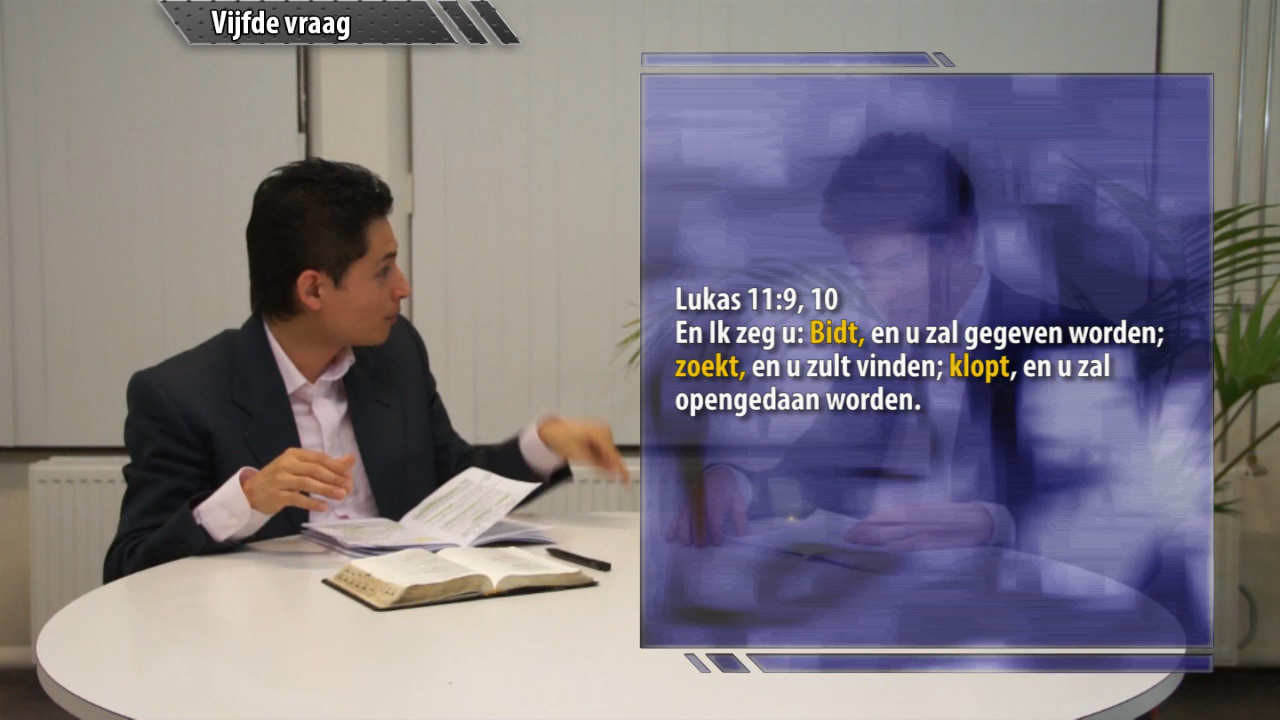 Vijfde vraag
Lukas 11:9, 10
En Ik zeg u: Bidt, en u zal gegeven worden;
zoekt, en u zult vinden; klopt, en u zal
opengedaan worden.